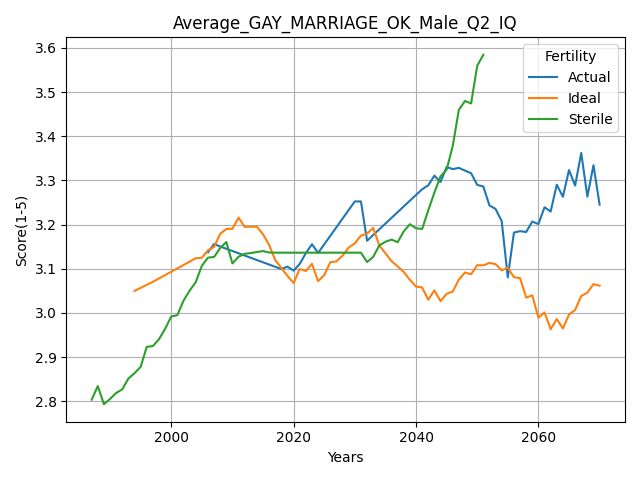 Average_GAY_MARRIAGE_OK_Male_Q2_IQ
Fertility
Actual
Ideal
Sterile
Score(1-5)
3.6
3.5
3.4
3.3
3.2
3.1
3.0
2.9
2.8
2000
2020
2040
2060
Years